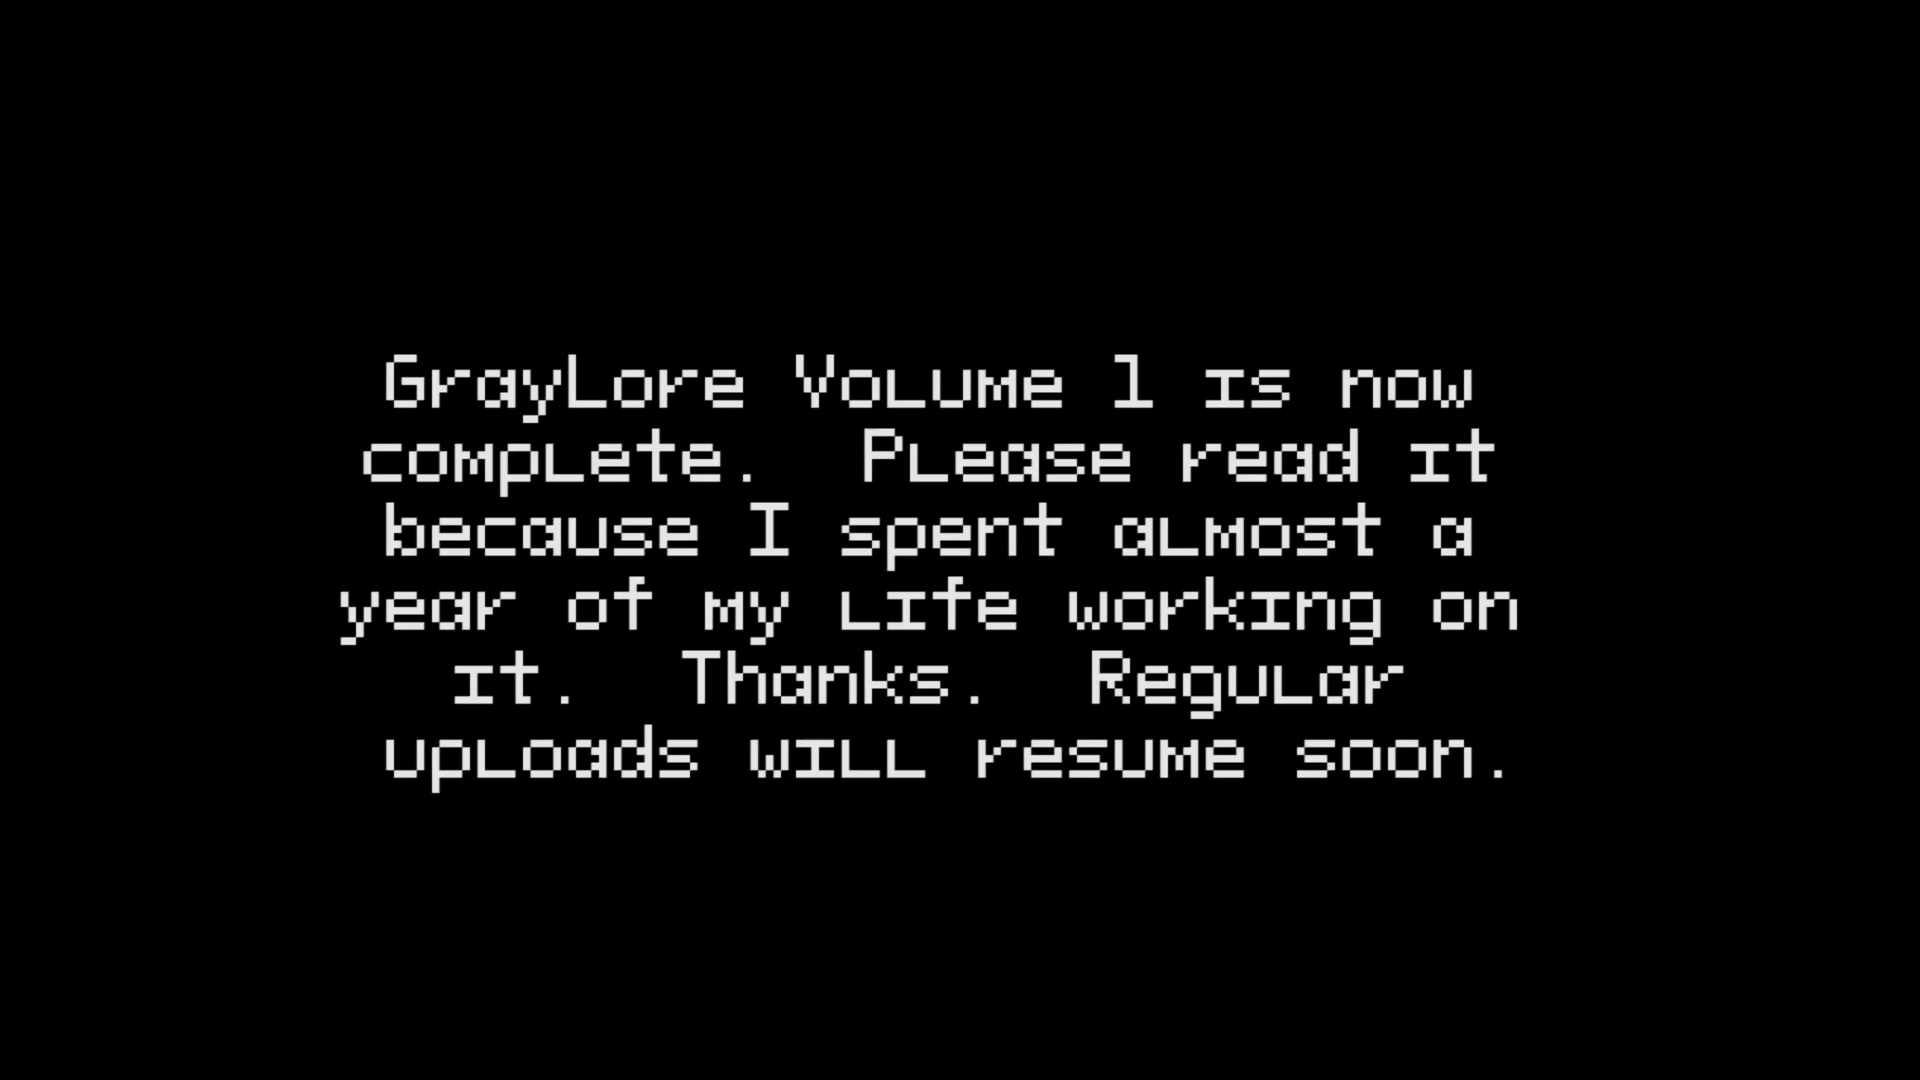 GrayLore Volume 1 is now
complete.  Please read it
because I spent almost a
year of my life working on
it.  Thanks.  Regular
uploads will resume soon.